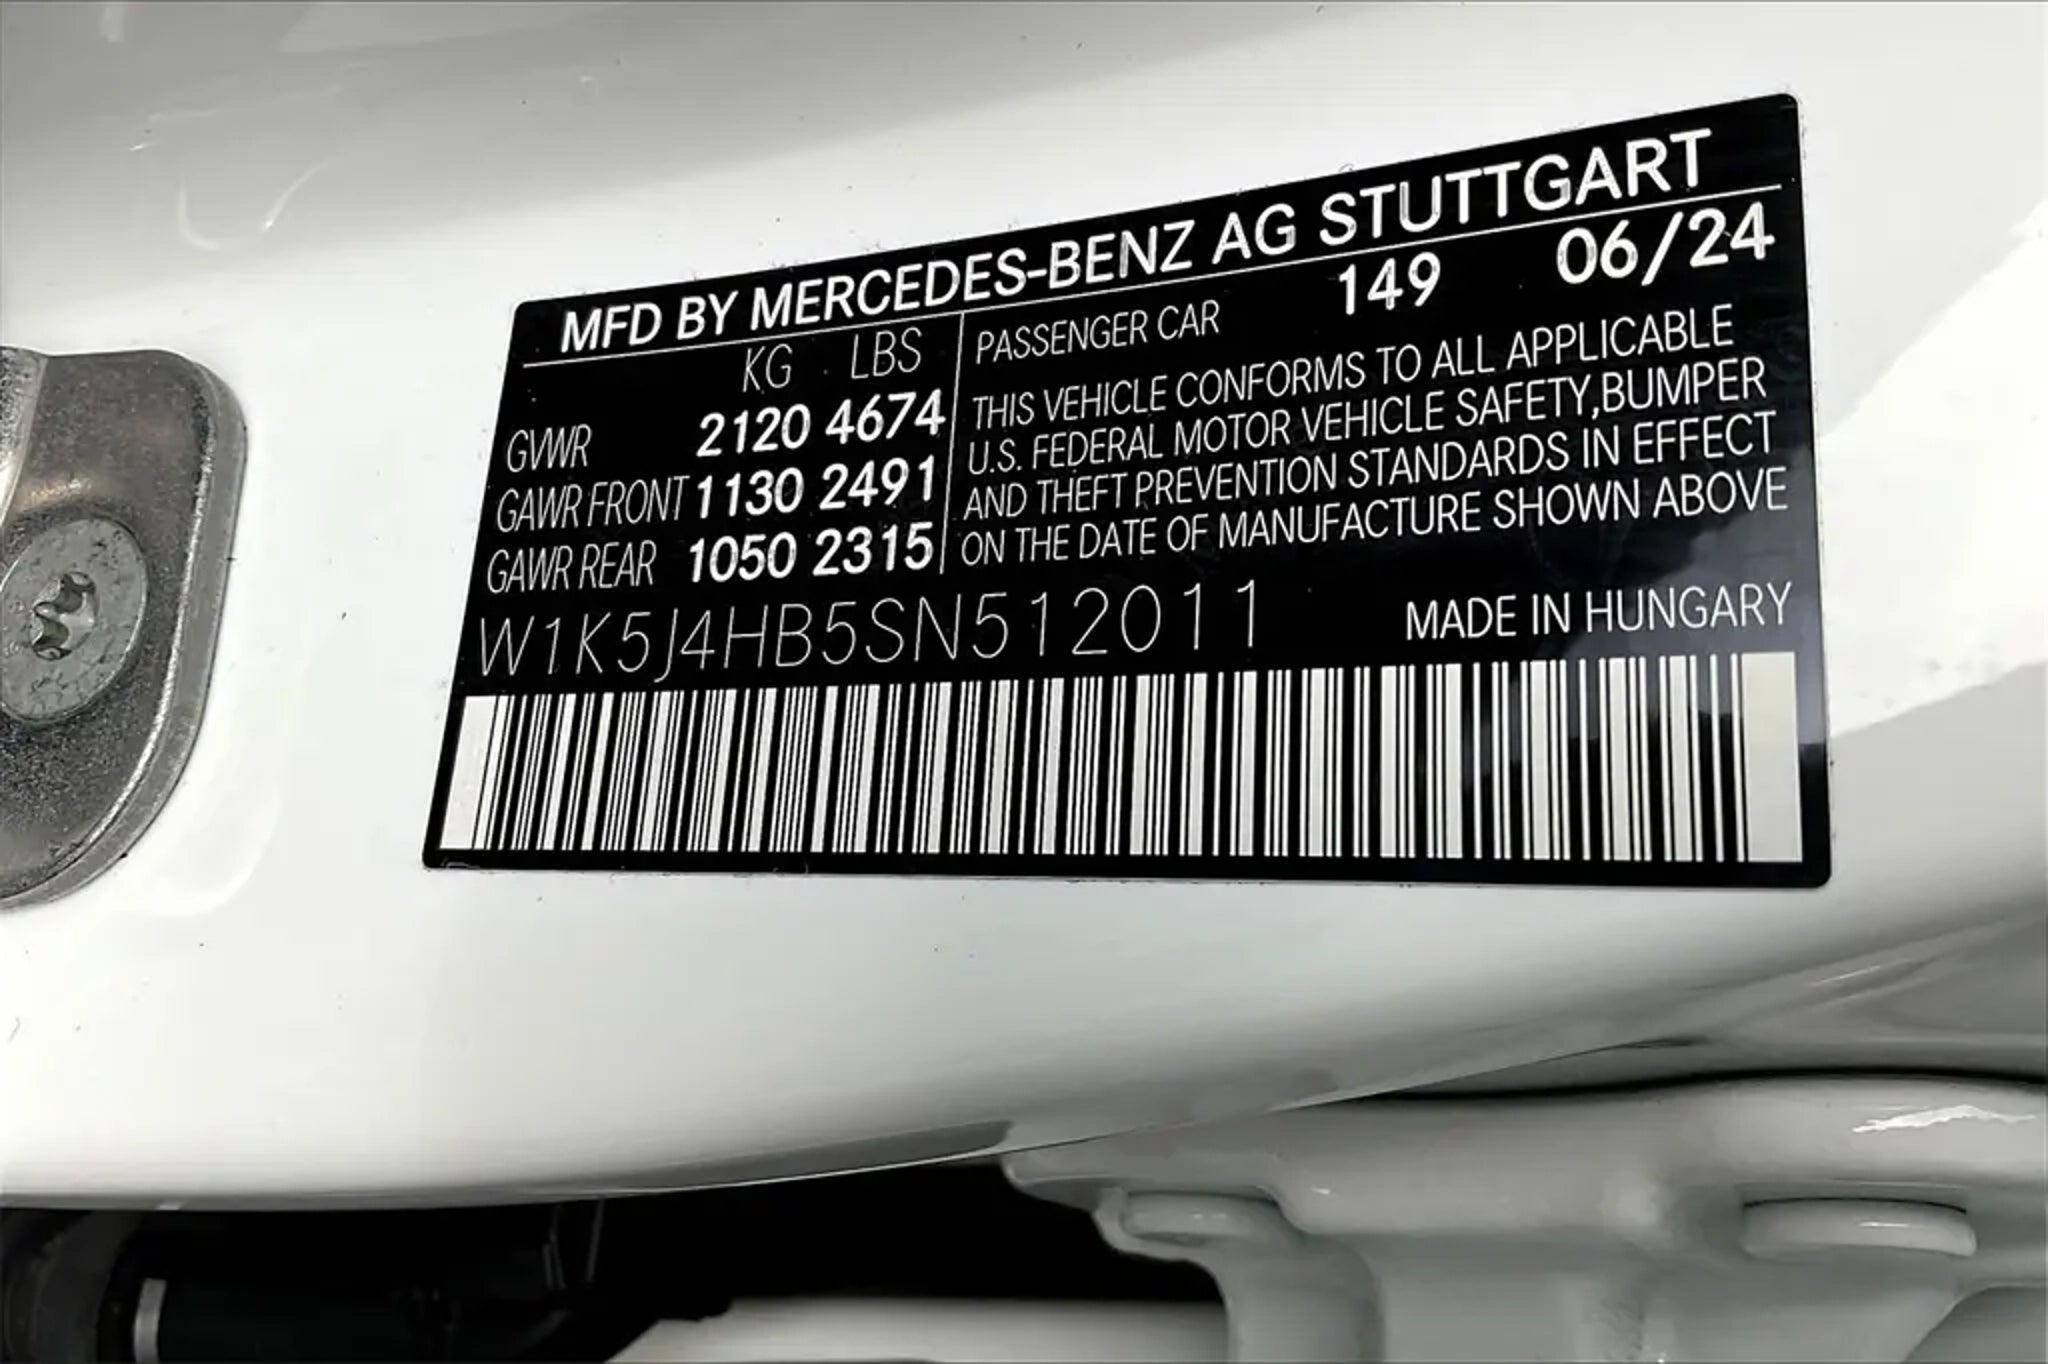 MFD BY MERCEDES-BENZ AG STUTTGART
KG LBS
GVWR 2120 4674
GAWR FRONT 1130 2491
GAWR REAR 1050 2315
PASSENGER CAR 149 06/24
THIS VEHICLE CONFORMS TO ALL APPLICABLE
U.S. FEDERAL MOTOR VEHICLE SAFETY,BUMPER
AND THEFT PREVENTION STANDARDS IN EFFECT
ON THE DATE OF MANUFACTURE SHOWN ABOVE
W1K5J4HB5SN512011 MADE IN HUNGARY